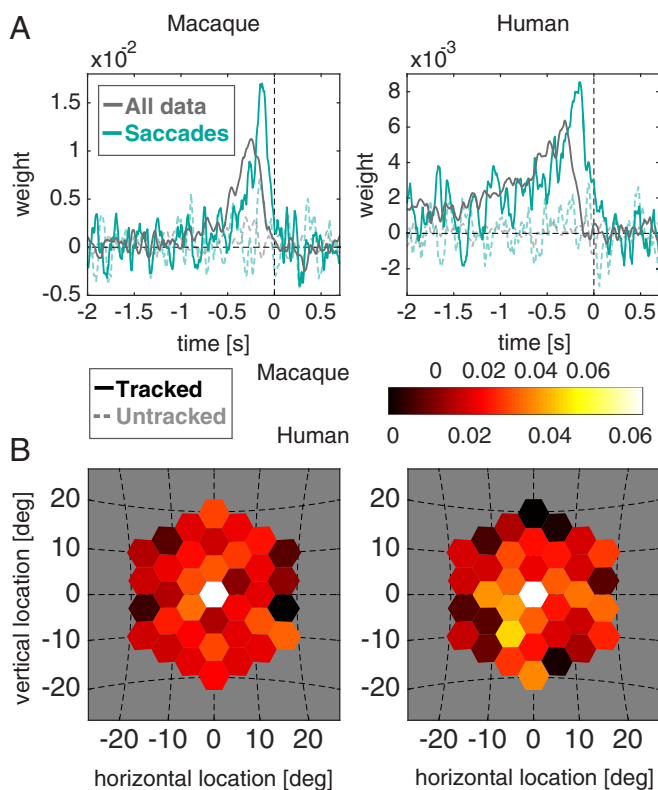 A
Macaque
Human
x10^2
x10^3
1.5
1.0
0.5
0
-0.5
weight
All data
Saccades
-2 -1.5 -1 -0.5 0 0.5
time [s]
8
6
4
2
0
-2
weight
-2 -1.5 -1 -0.5 0 0.5
time [s]
Tracked
Untracked
Macaque
0 0.02 0.04 0.06
Human
0 0.02 0.04 0.06
B
20
10
0
-10
-20
vertical location [deg]
-20 -10 0 10 20
horizontal location [deg]
20
10
0
-10
-20
-20 -10 0 10 20
horizontal location [deg]